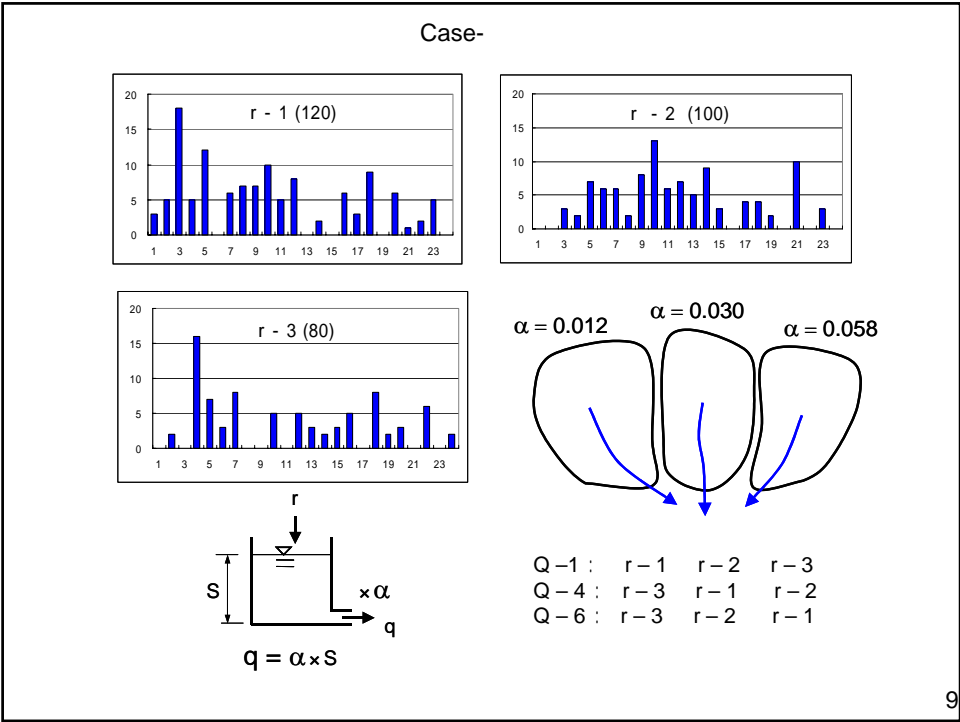 Case-
r - 1 (120)
20
15
10
5
0
1 3 5 7 9 11 13 15 17 19 21 23
r - 2 (100)
20
15
10
5
0
1 3 5 7 9 11 13 15 17 19 21 23
r - 3 (80)
20
15
10
5
0
1 3 5 7 9 11 13 15 17 19 21 23
α = 0.012
α = 0.030
α = 0.058
r
S
×α
q
q = α×S
Q –1 : r – 1 r – 2 r – 3
Q – 4 : r – 3 r – 1 r – 2
Q – 6 : r – 3 r – 2 r – 1
9